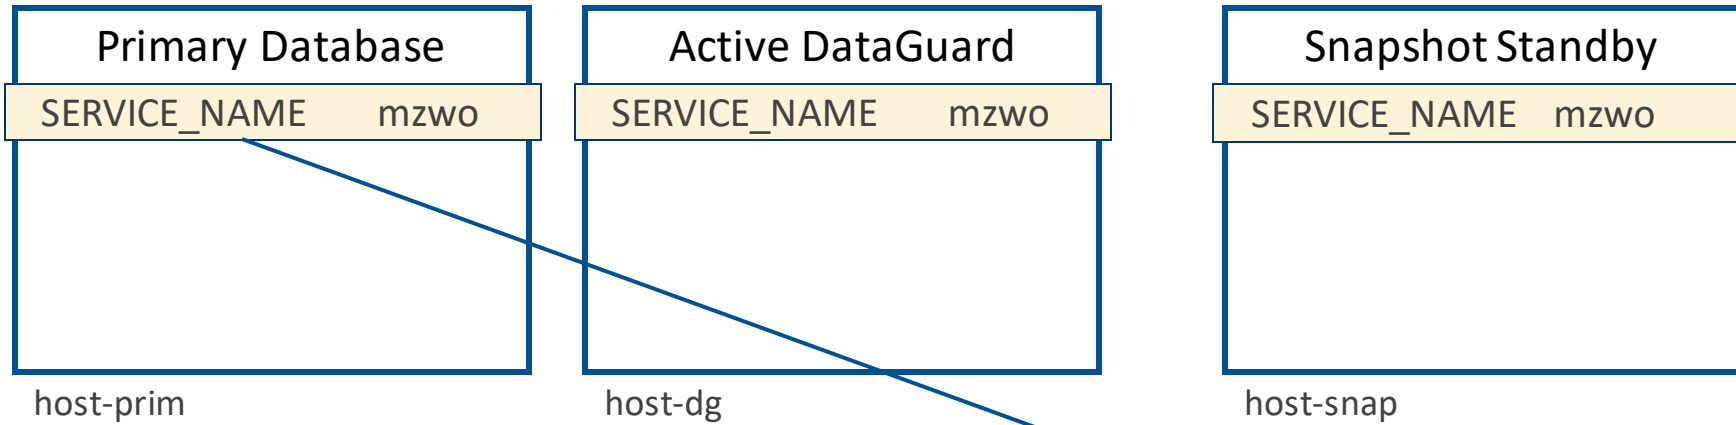 Primary Database
SERVICE_NAME mzwo
host-prim
Active DataGuard
SERVICE_NAME mzwo
host-dg
Snapshot Standby
SERVICE_NAME mzwo
host-snap